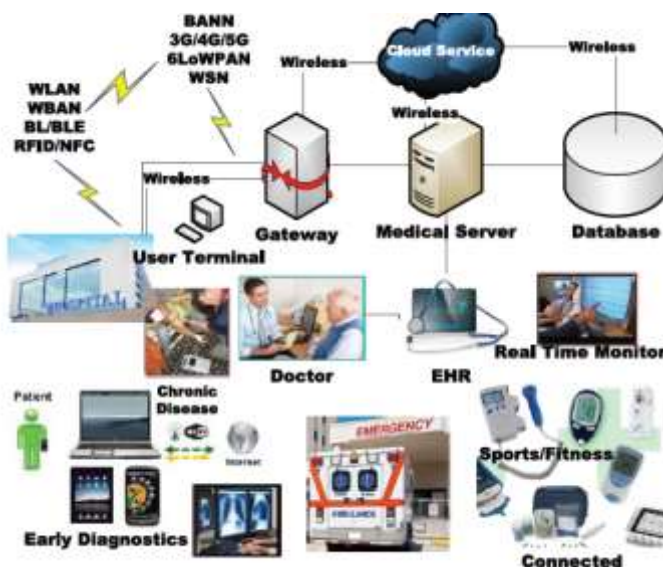 BANN
3G/4G/5G
6LoWPAN
WSN
Cloud Service
Wireless
Wireless
Wireless
WLAN
WBAN
BL/BLE
RFID/NFC
Wireless
Gateway
Medical Server
Database
User Terminal
HOSPITAL
Doctor
EHR
Real Time Monitor
Chronic
Disease
Patient
Internet
EMERGENCY
Sports/Fitness
Early Diagnostics
Connected